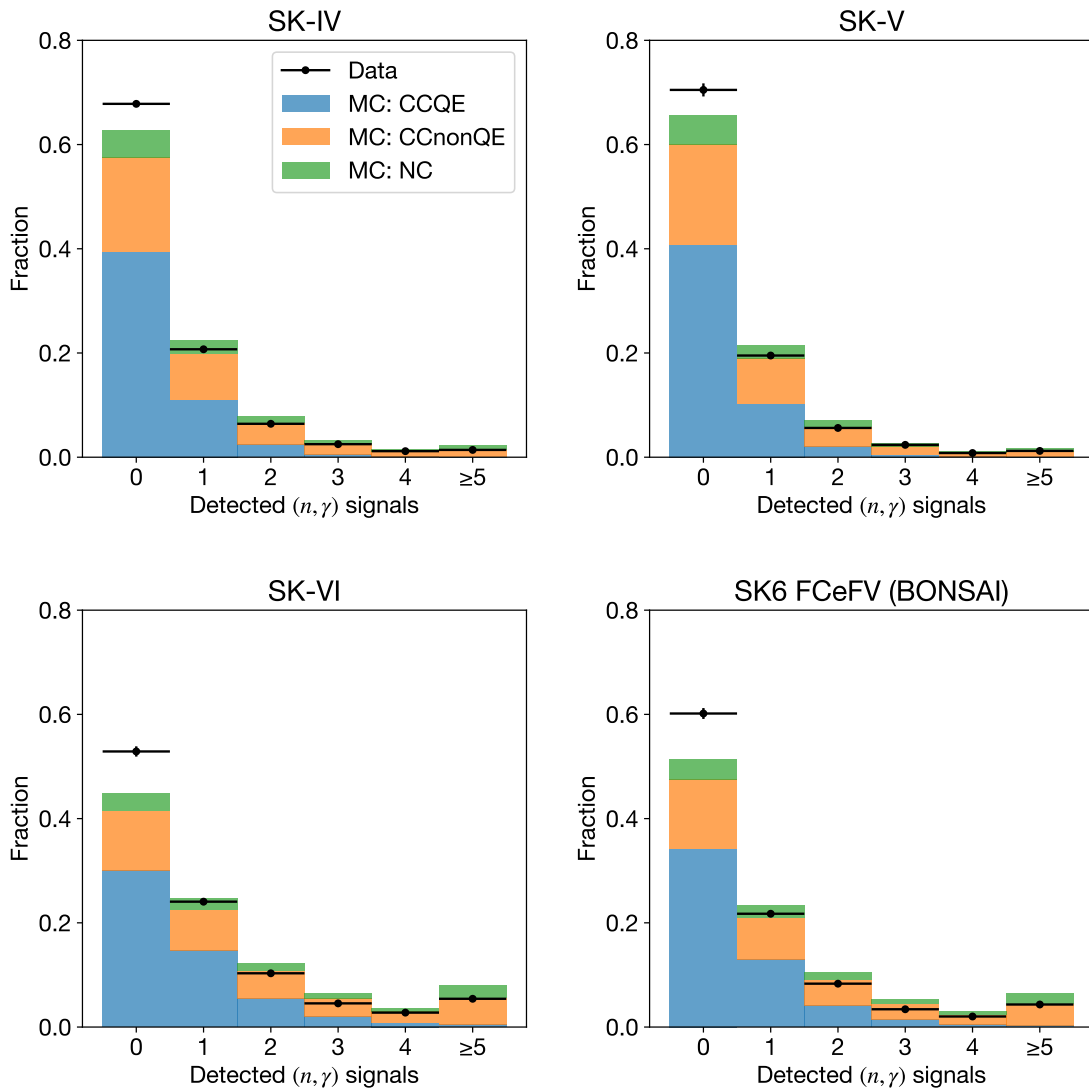 SK-IV
0.8
0.6
0.4
0.2
0.0
Fraction
Data
MC: CCQE
MC: CCnonQE
MC: NC
0 1 2 3 4 ≥5
Detected (n, γ) signals
SK-V
0.8
0.6
0.4
0.2
0.0
Fraction
0 1 2 3 4 ≥5
Detected (n, γ) signals
SK-VI
0.8
0.6
0.4
0.2
0.0
Fraction
0 1 2 3 4 ≥5
Detected (n, γ) signals
SK6 FCeFV (BONSAI)
0.8
0.6
0.4
0.2
0.0
Fraction
0 1 2 3 4 ≥5
Detected (n, γ) signals